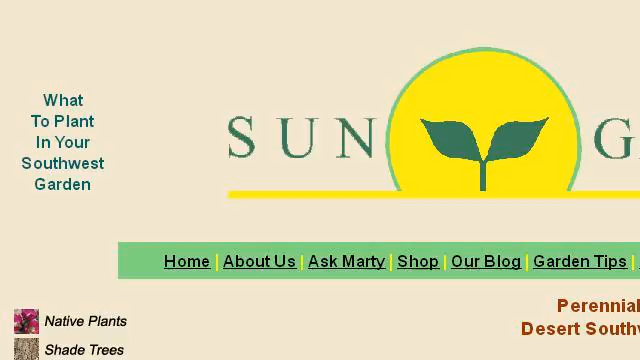 What
To Plant
In Your
Southwest
Garden
SUN G
Home | About Us | Ask Marty | Shop | Our Blog | Garden Tips |
Perennial
Desert South
Native Plants
Shade Trees